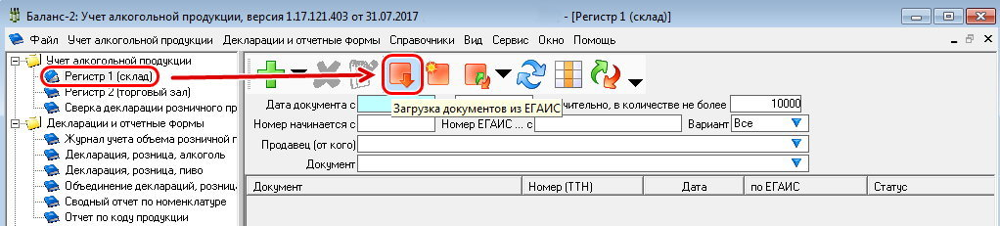 Баланс-2: Учет алкогольной продукции, версия 1.17.121.403 от 31.07.2017 - [Регистр 1 (склад)]
Файл Учет алкогольной продукции Декларации и отчетные формы Справочники Вид Сервис Окно Помощь
Учет алкогольной продукции
Регистр 1 (склад)
Регистр 2 (торговый зал)
Сверка декларации розничного пр
Декларации и отчетные формы
Журнал учета объема розничной г
Декларация, розница, алкоголь
Декларация, розница, пиво
Объединение деклараций, розница
Сводный отчет по номенклатуре
Отчет по коду продукции
Дата документа с чительно, в количестве не более 10000
Загрузка документов из ЕГАИС
Номер начинается с Номер ЕГАИС ... с Вариант Все
Продавец (от кого)
Документ
Документ Номер (ТТН) Дата по ЕГАИС Статус